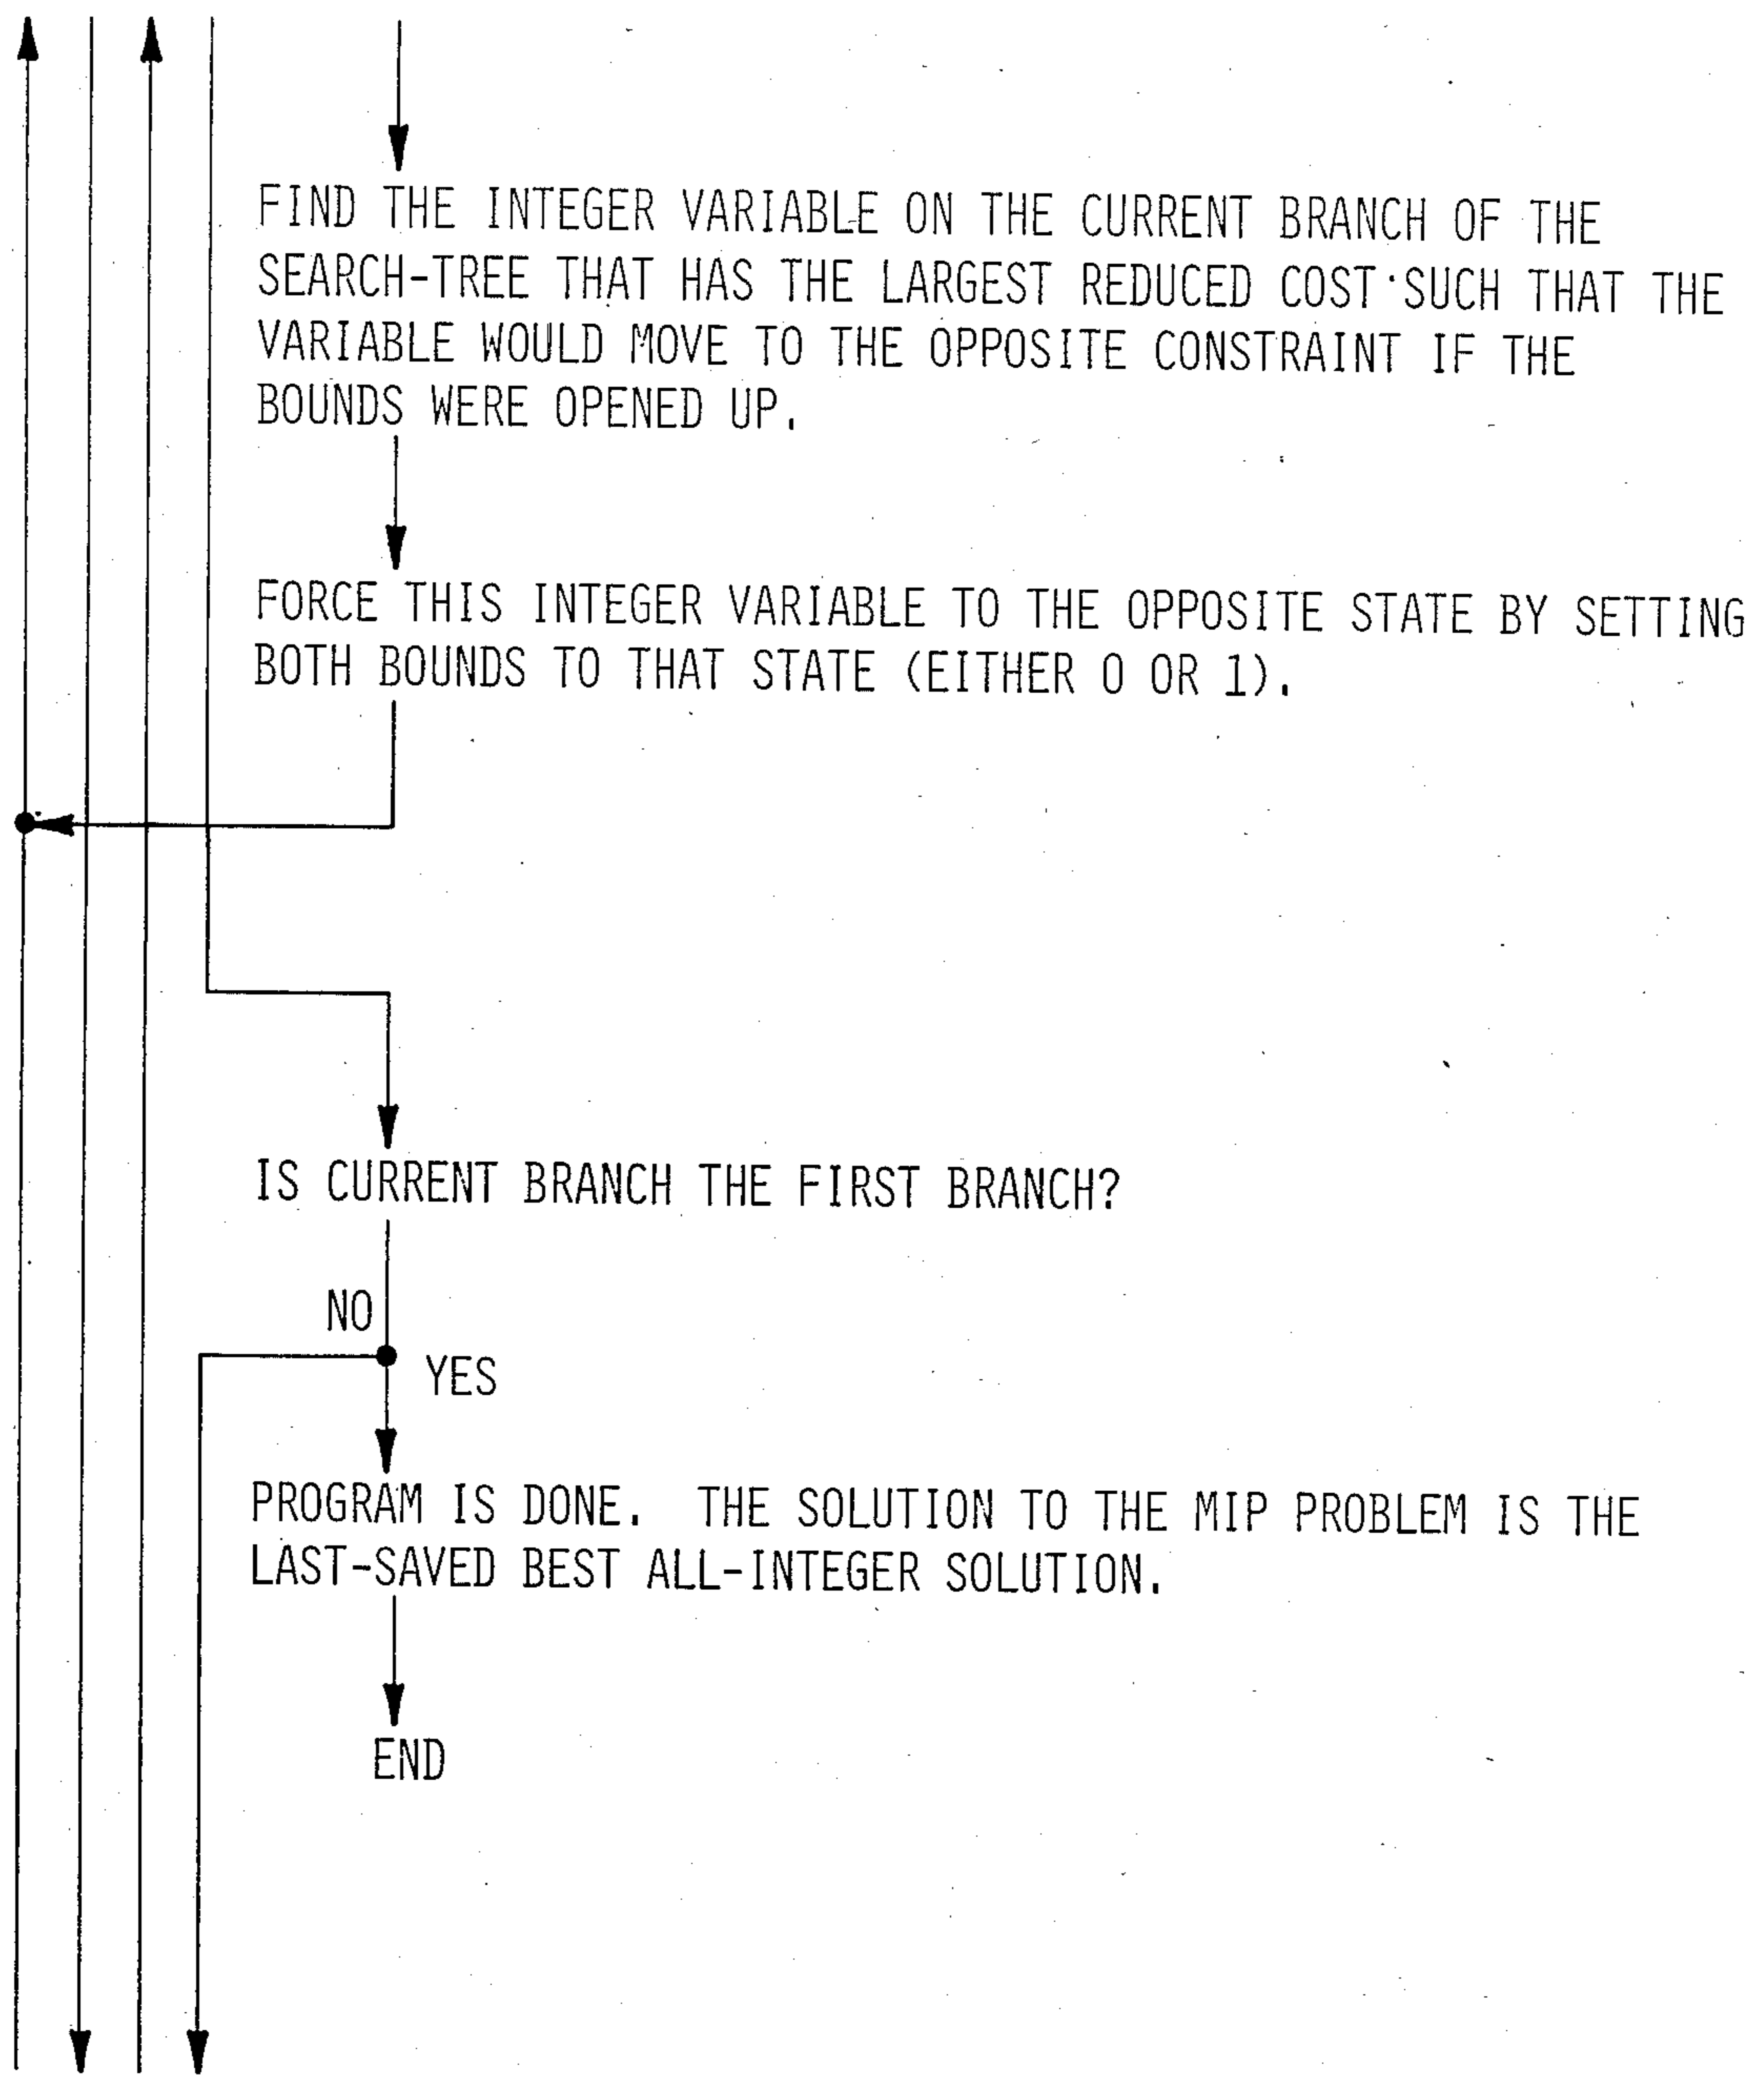 FIND THE INTEGER VARIABLE ON THE CURRENT BRANCH OF THE
SEARCH-TREE THAT HAS THE LARGEST REDUCED COST SUCH THAT THE
VARIABLE WOULD MOVE TO THE OPPOSITE CONSTRAINT IF THE
BOUNDS WERE OPENED UP.
FORCE THIS INTEGER VARIABLE TO THE OPPOSITE STATE BY SETTING
BOTH BOUNDS TO THAT STATE (EITHER 0 OR 1).
IS CURRENT BRANCH THE FIRST BRANCH?
NO
YES
PROGRAM IS DONE. THE SOLUTION TO THE MIP PROBLEM IS THE
LAST-SAVED BEST ALL-INTEGER SOLUTION.
END